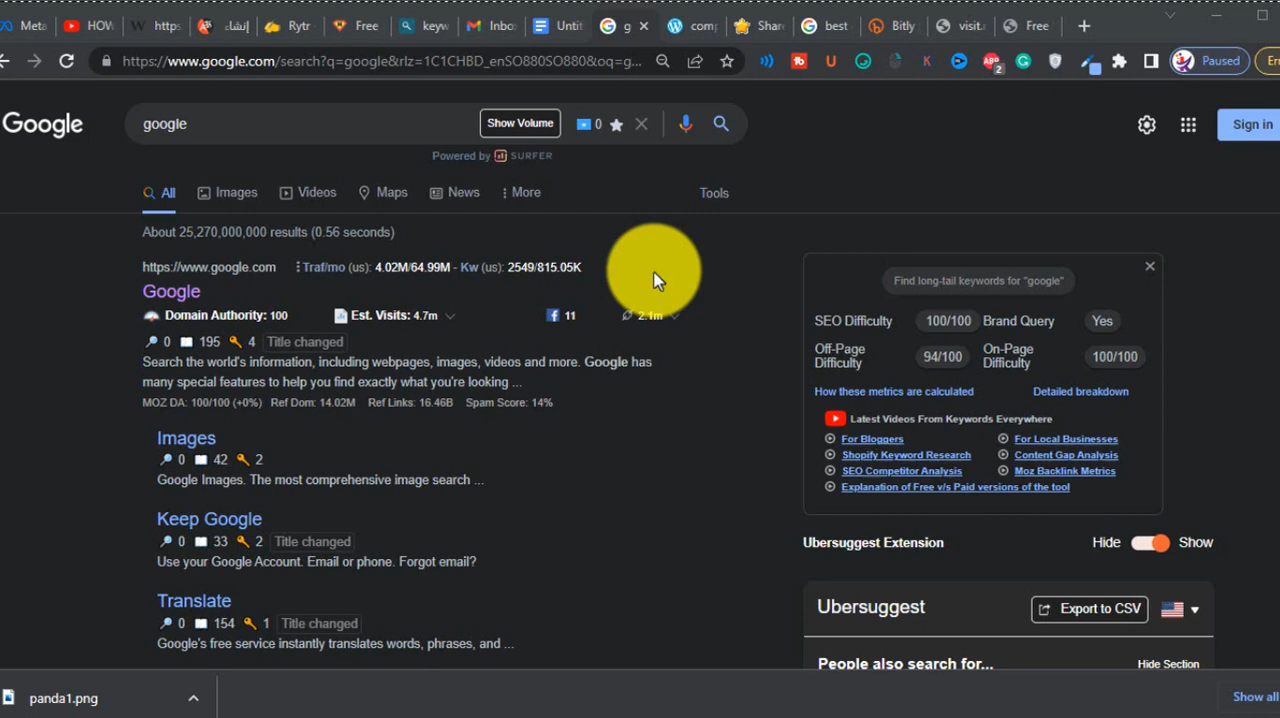 Meta
HOW
https
إنشاء
Rytr
Free
keyw
Inbo
Untit
g
com
Share
best
Bitly
visit.
Free
https://www.google.com/search?q=google&rlz=1C1CHBD_enSO880SO880&oq=g...
ABP
2
Paused
Google
google
Show Volume
0
Sign in
Powered by SURFER
All
Images
Videos
Maps
News
More
Tools
About 25,270,000,000 results (0.56 seconds)
https://www.google.com
Traf/mo (us): 4.02M/64.99M - Kw (us): 2549/815.05K
Google
Domain Authority: 100
Est. Visits: 4.7m
11
2.1m
0 195 4 Title changed
Search the world's information, including webpages, images, videos and more. Google has
many special features to help you find exactly what you're looking ...
MOZ DA: 100/100 (+0%) Ref Dom: 14.02M Ref Links: 16.46B Spam Score: 14%
Images
0 42 2
Google Images. The most comprehensive image search ...
Keep Google
0 33 2 Title changed
Use your Google Account. Email or phone. Forgot email?
Translate
0 154 1 Title changed
Google's free service instantly translates words, phrases, and ...
Find long-tail keywords for "google"
SEO Difficulty 100/100 Brand Query Yes
Off-Page
Difficulty 94/100
On-Page
Difficulty 100/100
How these metrics are calculated
Detailed breakdown
Latest Videos From Keywords Everywhere
For Bloggers
For Local Businesses
Shopify Keyword Research
Content Gap Analysis
SEO Competitor Analysis
Moz Backlink Metrics
Explanation of Free v/s Paid versions of the tool
Ubersuggest Extension
Hide
Show
Ubersuggest
Export to CSV
People also search for...
Hide Section
panda1.png
Show all